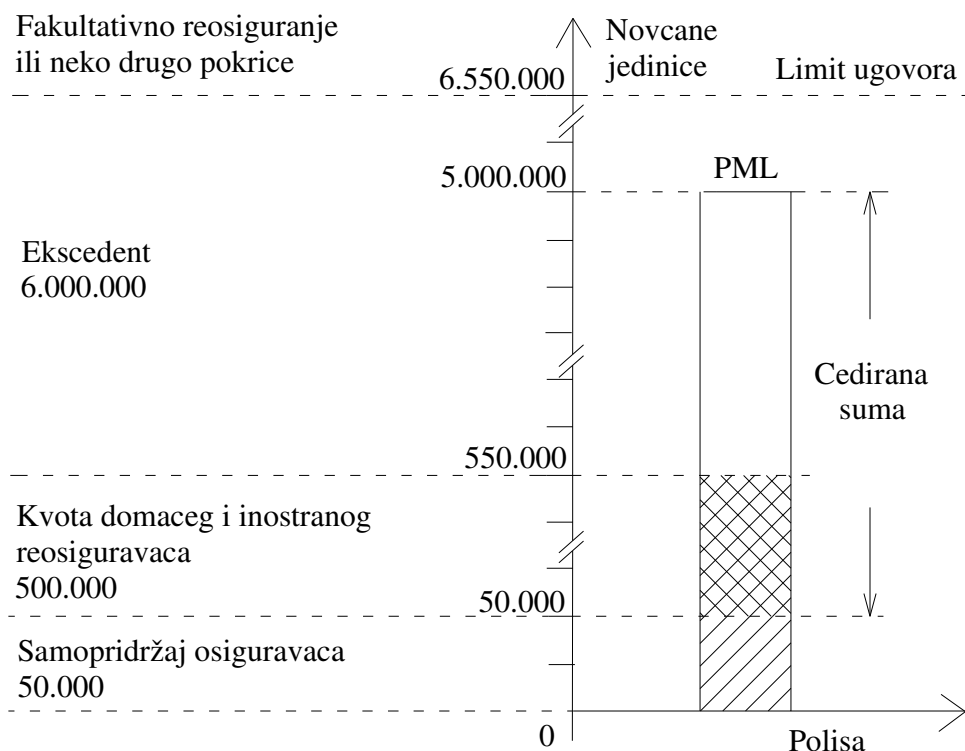 Fakultativno reosiguranje
ili neko drugo pokrice
Novcane
jedinice
Limit ugovora
6.550.000
5.000.000
PML
Ekscedent
6.000.000
Cedirana
suma
550.000
Kvota domaceg i inostranog
reosiguravaca
500.000
50.000
Samopridržaj osiguravaca
50.000
0
Polisa